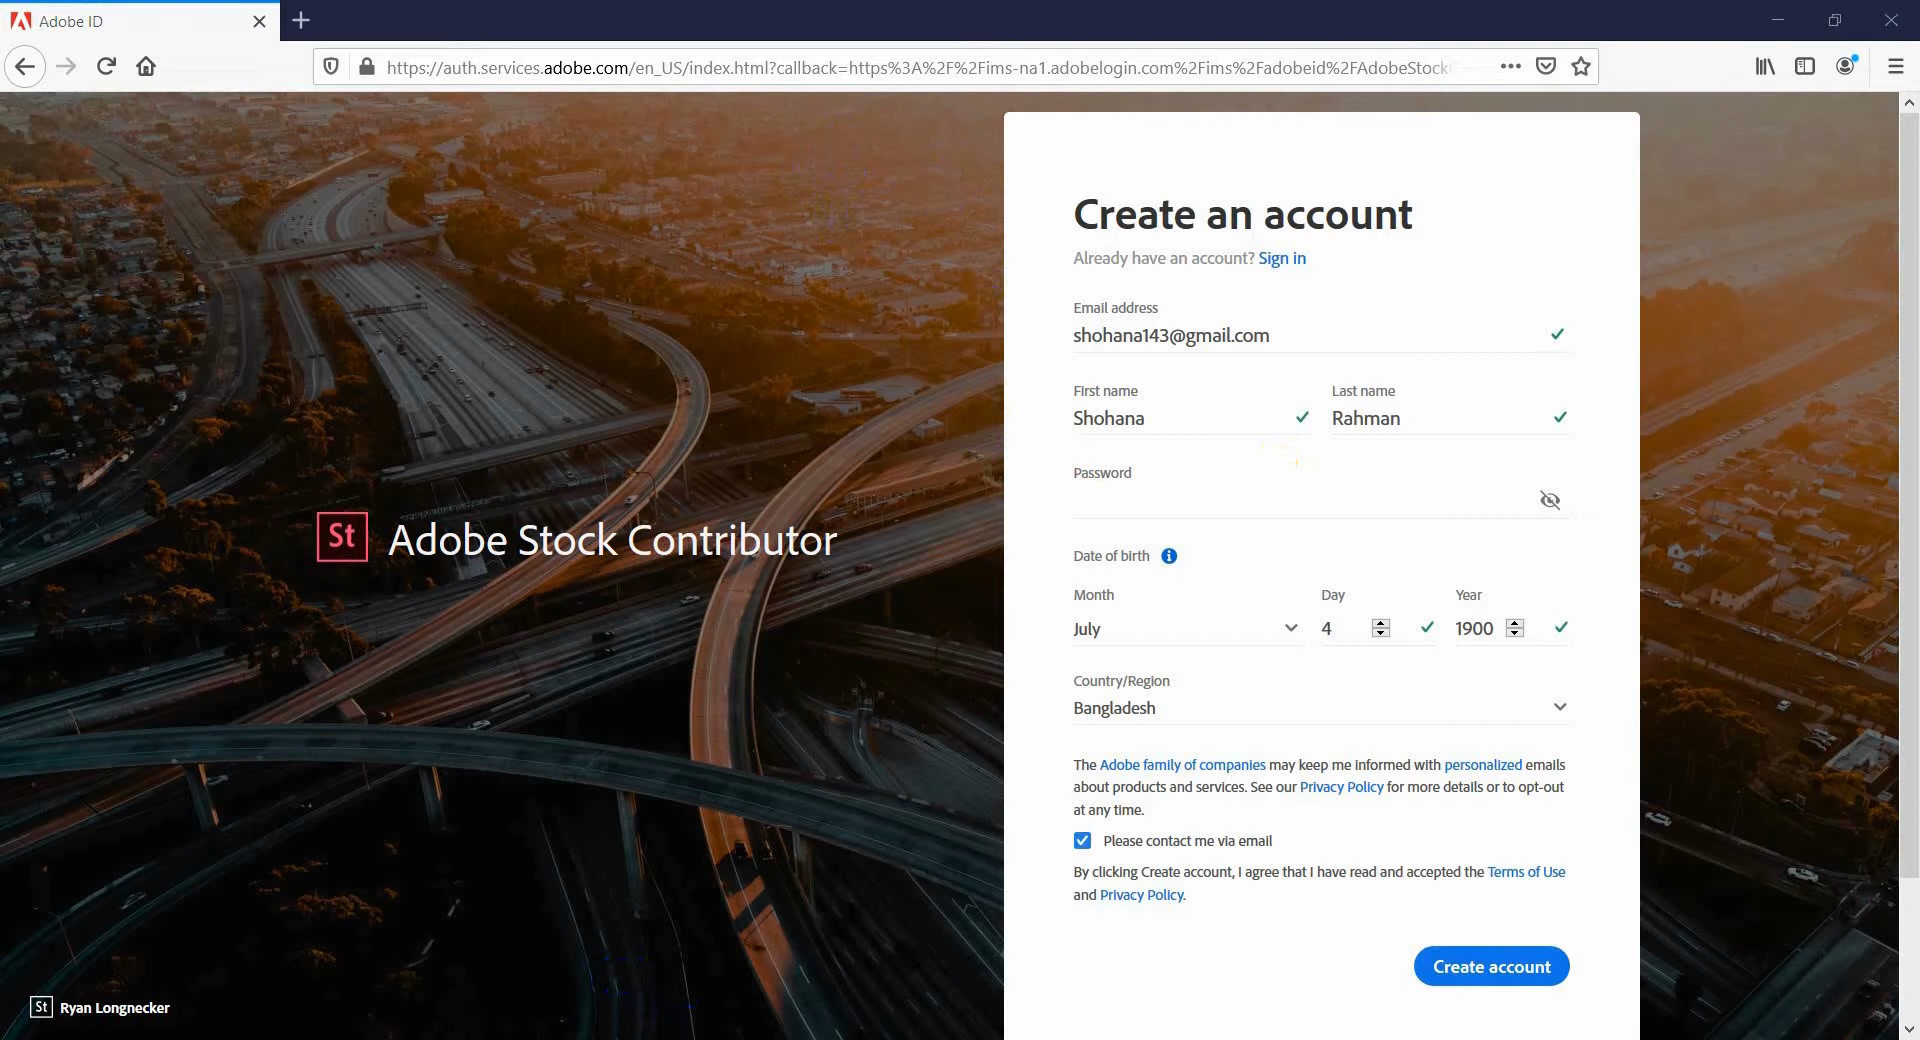 Adobe ID
https://auth.services.adobe.com/en_US/index.html?callback=https%3A%2F%2Fims-na1.adobelogin.com%2Fims%2Fadobeid%2FAdobeStock
Create an account
Already have an account? Sign in
Email address
shohana143@gmail.com
First name Last name
Shohana Rahman
Password
St Adobe Stock Contributor
Date of birth
Month Day Year
July 4 1900
Country/Region
Bangladesh
The Adobe family of companies may keep me informed with personalized emails
about products and services. See our Privacy Policy for more details or to opt-out
at any time.
Please contact me via email
By clicking Create account, I agree that I have read and accepted the Terms of Use
and Privacy Policy.
Create account
St Ryan Longnecker